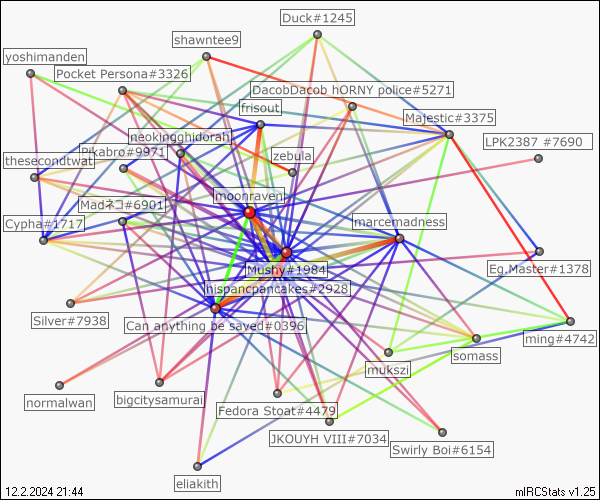 Duck#1245
shawntee9
yoshimanden
Pocket Persona#3326
DacobDacob hORNY police#5271
frisout
Majestic#3375
neokingghidorah
LPK2387 #7690
Pikabro#9971
thesecondtwat
zebula
moonraven
Madネコ#6901
Cypha#1717
marcemadness
Mushy#1984
Eg.Master#1378
hispancpancakes#2928
Silver#7938
Can anything be saved#0396
ming#4742
somass
mukszi
normalwan
bigcitysamurai
Fedora Stoat#4479
JKOUYH VIII#7034
Swirly Boi#6154
eliakith
12.2.2024 21:44
mIRCStats v1.25